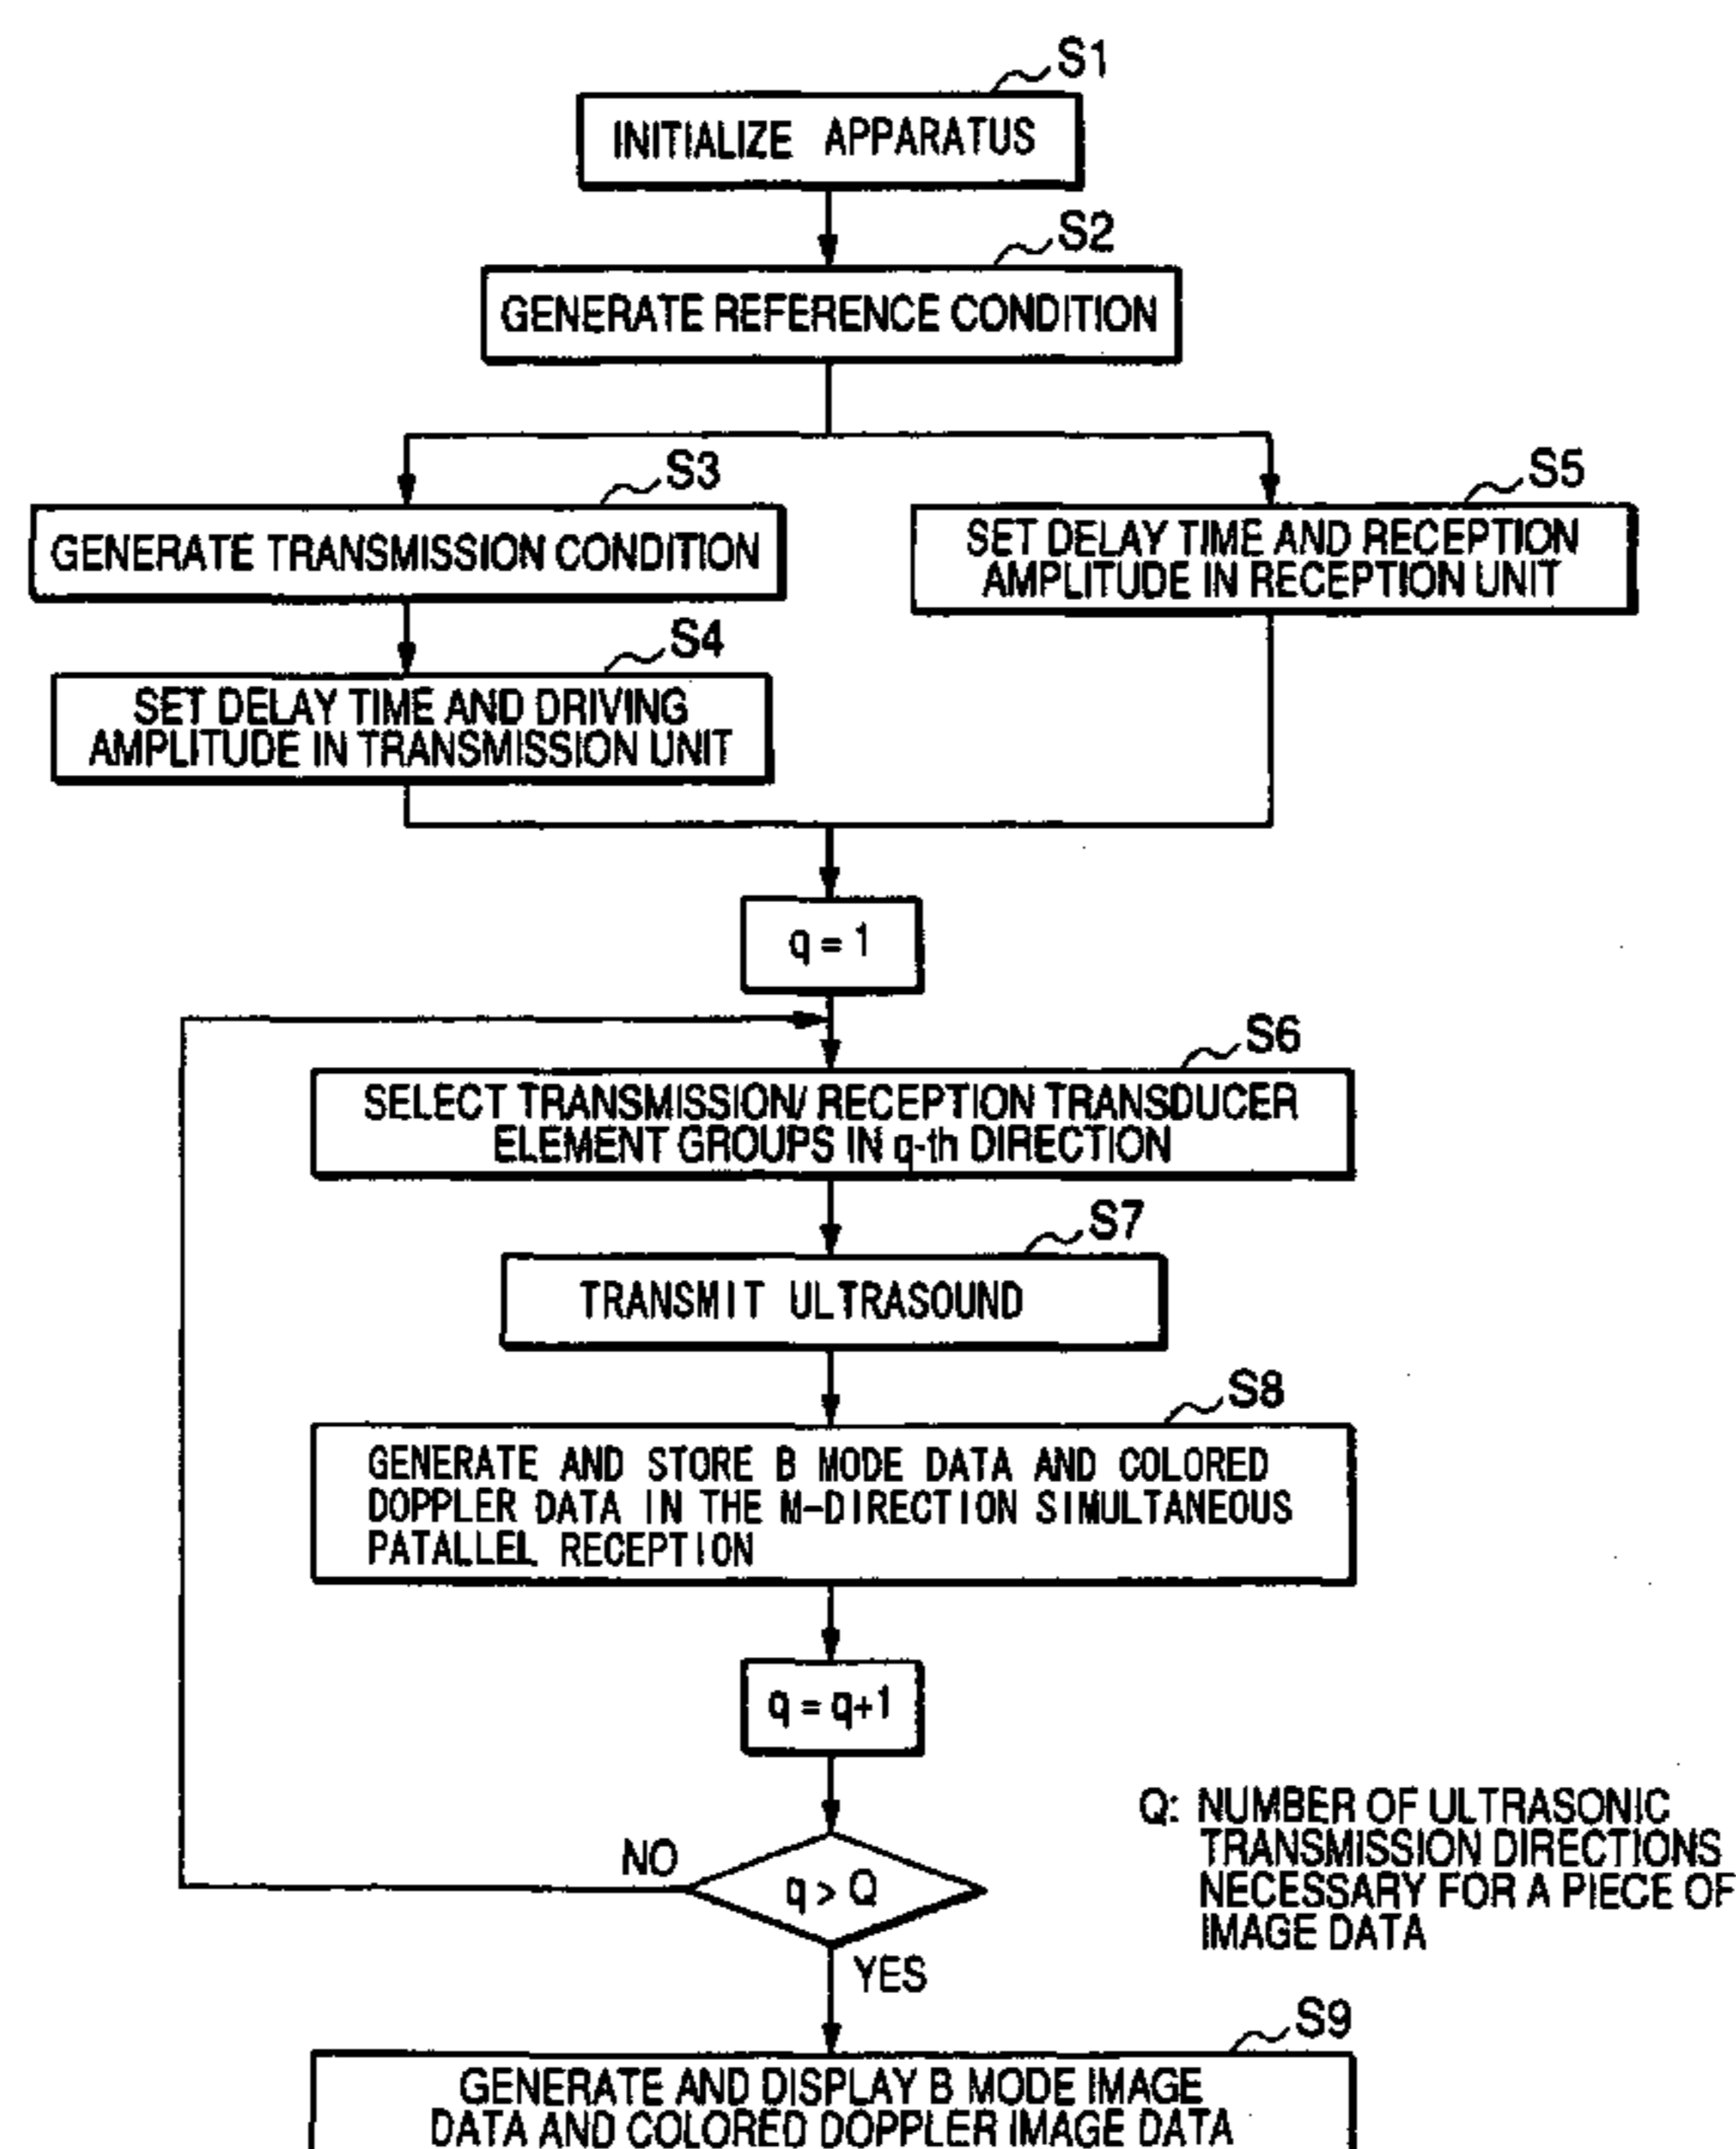 S1
INITIALIZE APPARATUS
S2
GENERATE REFERENCE CONDITION
S3
GENERATE TRANSMISSION CONDITION
S5
SET DELAY TIME AND RECEPTION
AMPLITUDE IN RECEPTION UNIT
S4
SET DELAY TIME AND DRIVING
AMPLITUDE IN TRANSMISSION UNIT
q = 1
S6
SELECT TRANSMISSION/ RECEPTION TRANSDUCER
ELEMENT GROUPS IN q-th DIRECTION
S7
TRANSMIT ULTRASOUND
S8
GENERATE AND STORE B MODE DATA AND COLORED
DOPPLER DATA IN THE M-DIRECTION SIMULTANEOUS
PATALLEL RECEPTION
q = q+1
Q: NUMBER OF ULTRASONIC
TRANSMISSION DIRECTIONS
NECESSARY FOR A PIECE OF
IMAGE DATA
NO
q > Q
YES
S9
GENERATE AND DISPLAY B MODE IMAGE
DATA AND COLORED DOPPLER IMAGE DATA